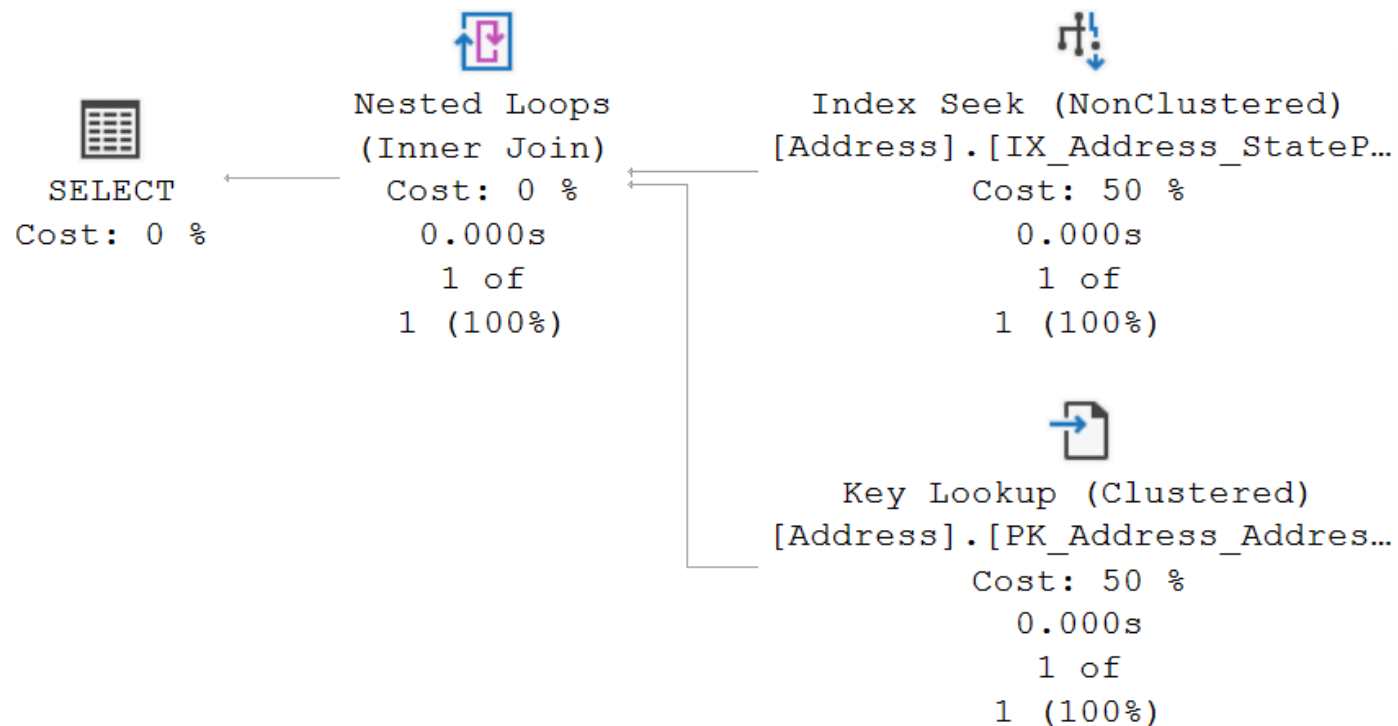 SELECT
Cost: 0 %
Nested Loops
(Inner Join)
Cost: 0 %
0.000s
1 of
1 (100%)
Index Seek (NonClustered)
[Address].[IX_Address_StateP…
Cost: 50 %
0.000s
1 of
1 (100%)
Key Lookup (Clustered)
[Address].[PK_Address_Addres…
Cost: 50 %
0.000s
1 of
1 (100%)